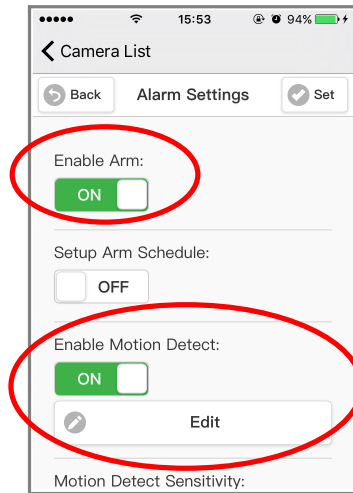 15:53 94%
Camera List
Back Alarm Settings Set
Enable Arm:
ON
Setup Arm Schedule:
OFF
Enable Motion Detect:
ON
Edit
Motion Detect Sensitivity: